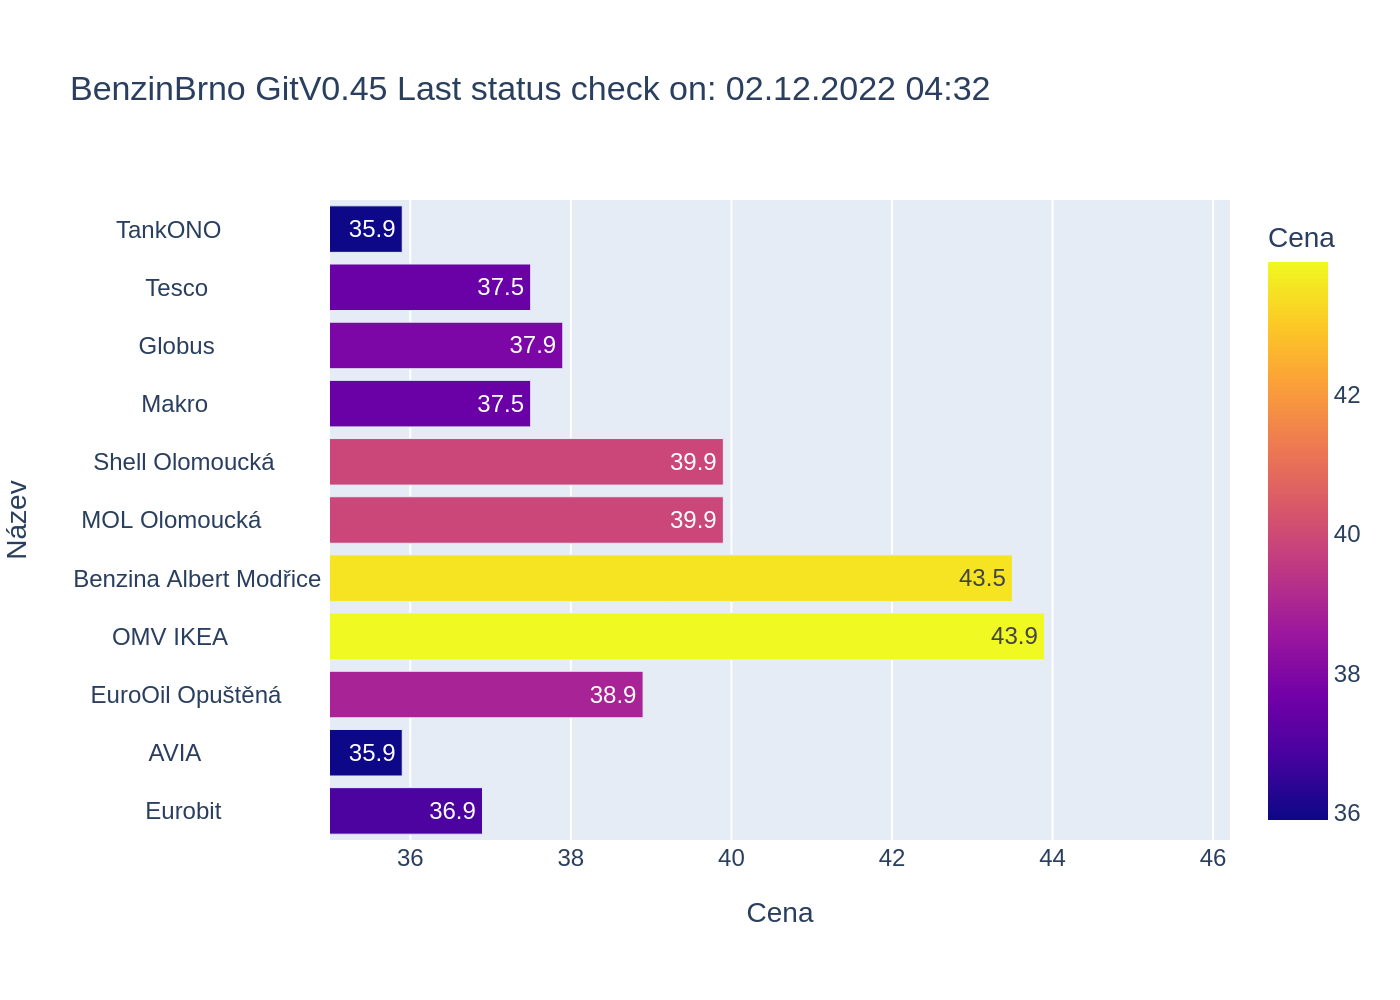 BenzinBrno GitV0.45 Last status check on: 02.12.2022 04:32
Název
TankONO 35.9
Tesco 37.5
Globus 37.9
Makro 37.5
Shell Olomoucká 39.9
MOL Olomoucká 39.9
Benzina Albert Modřice 43.5
OMV IKEA 43.9
EuroOil Opuštěná 38.9
AVIA 35.9
Eurobit 36.9
36 38 40 42 44 46
Cena
Cena
42
40
38
36